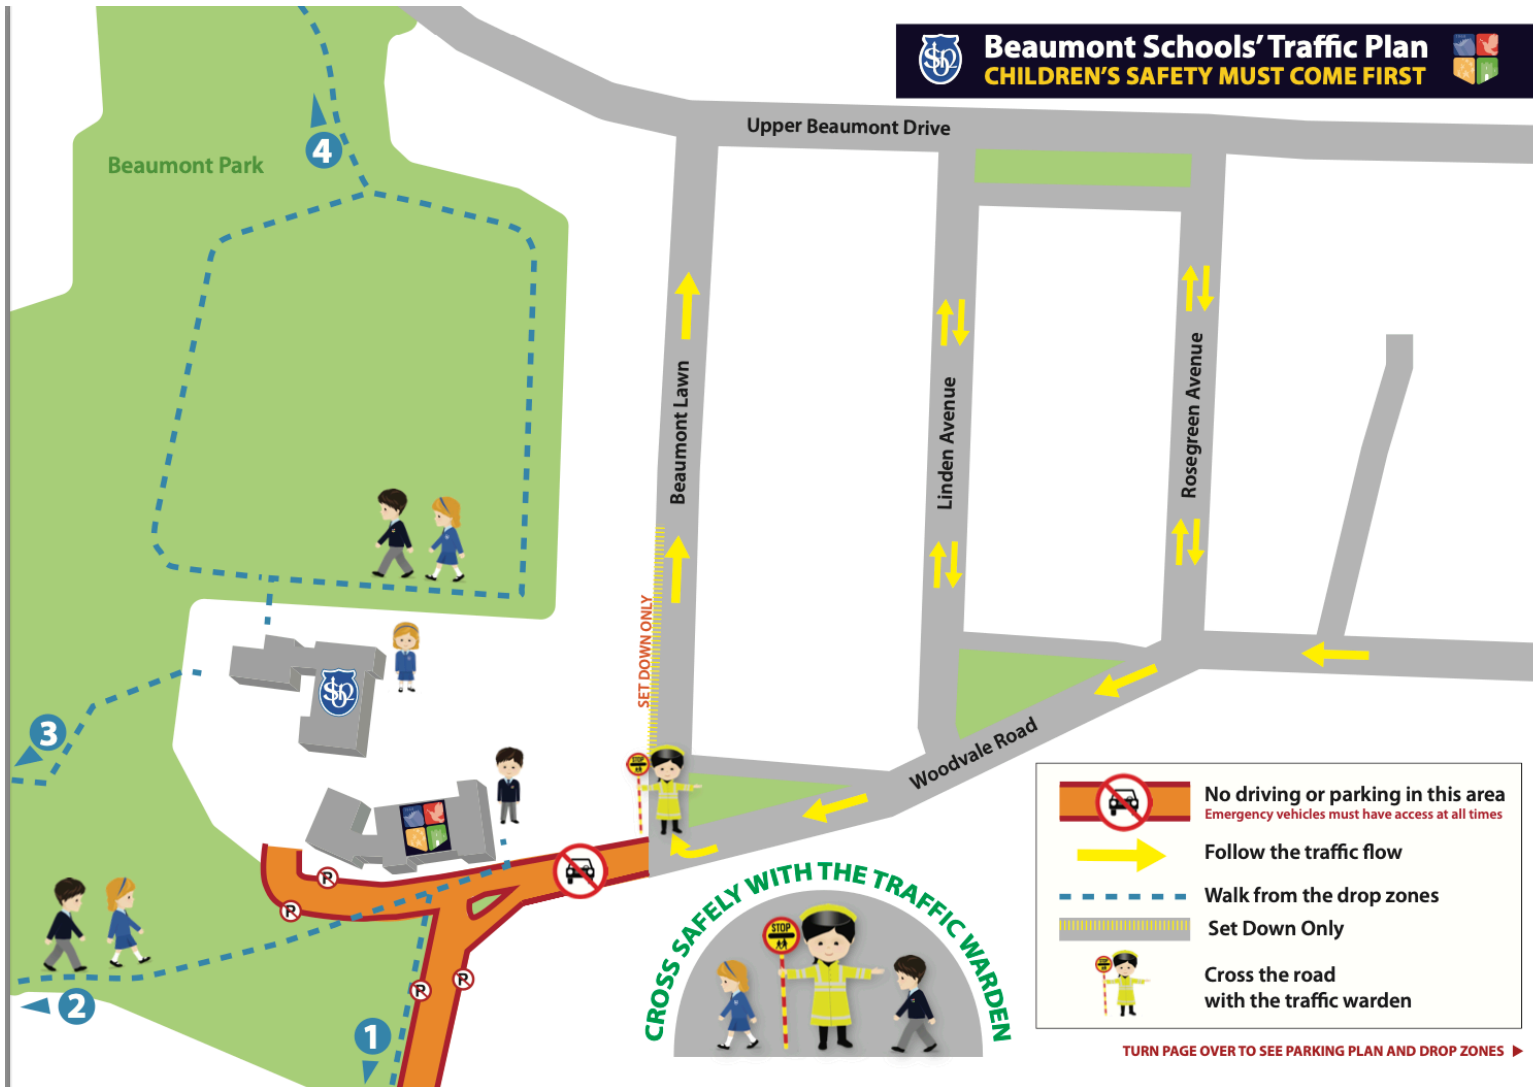 Beaumont Schools' Traffic Plan
CHILDREN'S SAFETY MUST COME FIRST
Upper Beaumont Drive
Beaumont Park
4
Beaumont Lawn
Linden Avenue
Rosegreen Avenue
SET DOWN ONLY
3
STOP
Woodvale Road
P
P
P
P
2
1
CROSS SAFELY WITH THE TRAFFIC WARDEN
STOP
No driving or parking in this area
Emergency vehicles must have access at all times
Follow the traffic flow
Walk from the drop zones
Set Down Only
STOP
Cross the road
with the traffic warden
TURN PAGE OVER TO SEE PARKING PLAN AND DROP ZONES